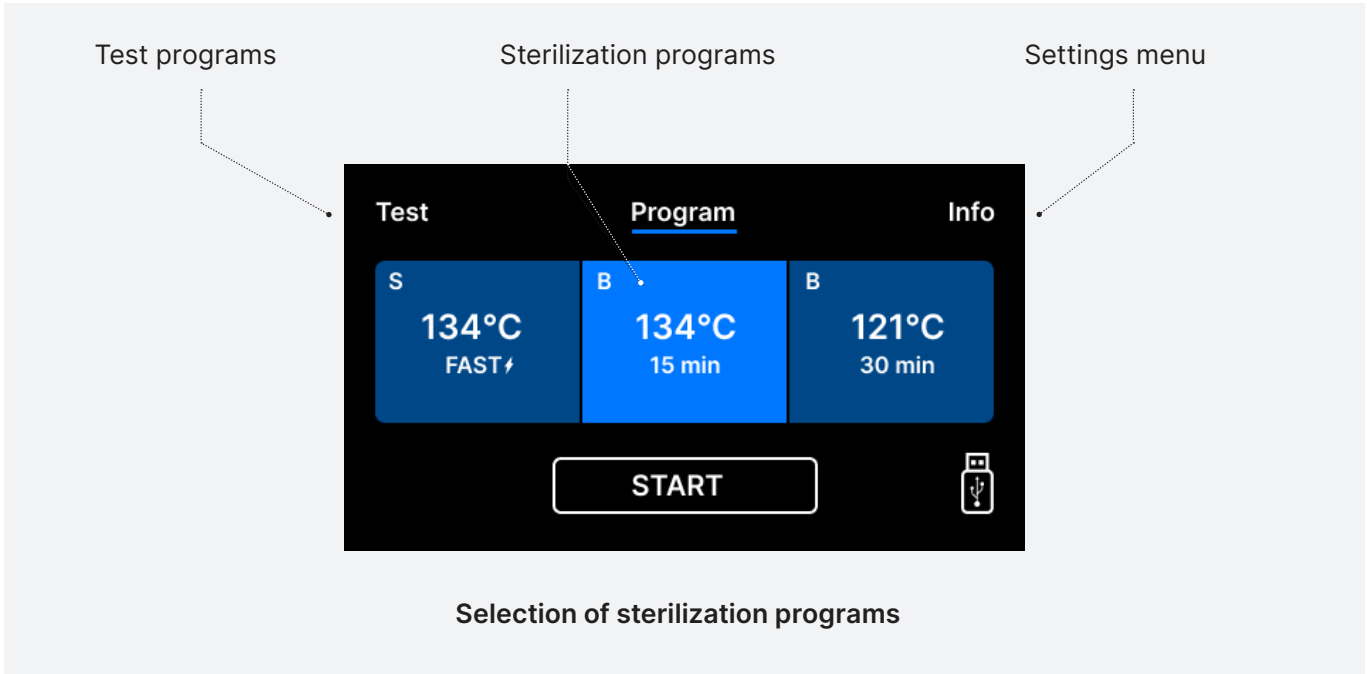 Test programs
Sterilization programs
Settings menu
Test
Program
Info
S
134°C
FAST
B
134°C
15 min
B
121°C
30 min
START
Selection of sterilization programs